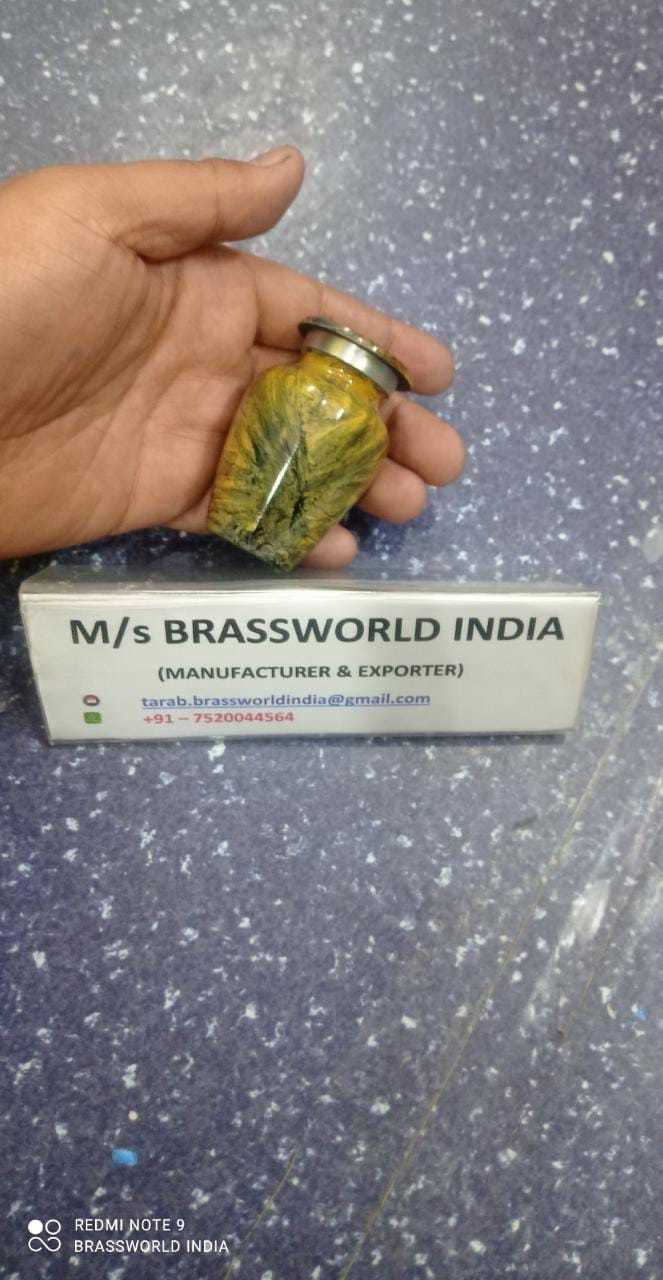 M/s BRASSWORLD INDIA
(MANUFACTURER & EXPORTER)
tarab.brassworldindia@gmail.com
+91 – 7520044564
REDMI NOTE 9
BRASSWORLD INDIA